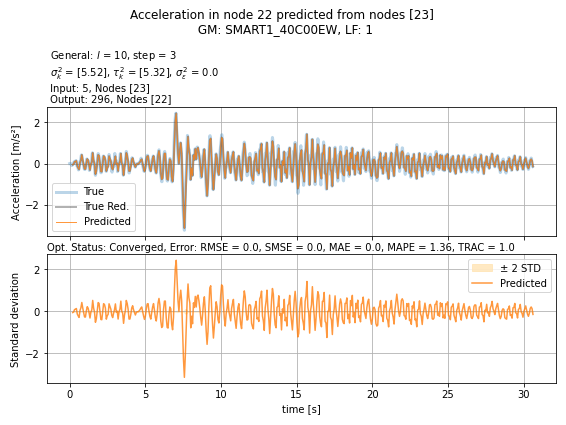 Acceleration in node 22 predicted from nodes [23]
GM: SMART1_40C00EW, LF: 1
General: l = 10, step = 3
σ²ₖ = [5.52], τ²ₖ = [5.32], σ²ε = 0.0
Input: 5, Nodes [23]
Output: 296, Nodes [22]
Acceleration [m/s²]
2
0
−2
True
True Red.
Predicted
Opt. Status: Converged, Error: RMSE = 0.0, SMSE = 0.0, MAE = 0.0, MAPE = 1.36, TRAC = 1.0
Standard deviation
2
0
−2
± 2 STD
Predicted
0 5 10 15 20 25 30
time [s]